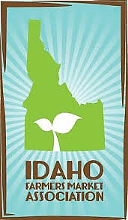 IDAHO
FARMERS MARKET
ASSOCIATION